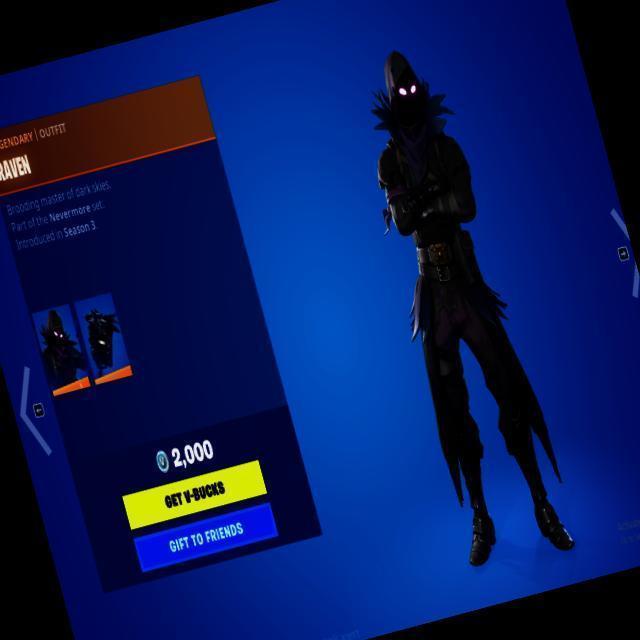 GENDARY | OUTFIT
RAVEN
Brooding master of dark skies.
Part of the Nevermore set.
Introduced in Season 3.
2,000
GET V-BUCKS
GIFT TO FRIENDS